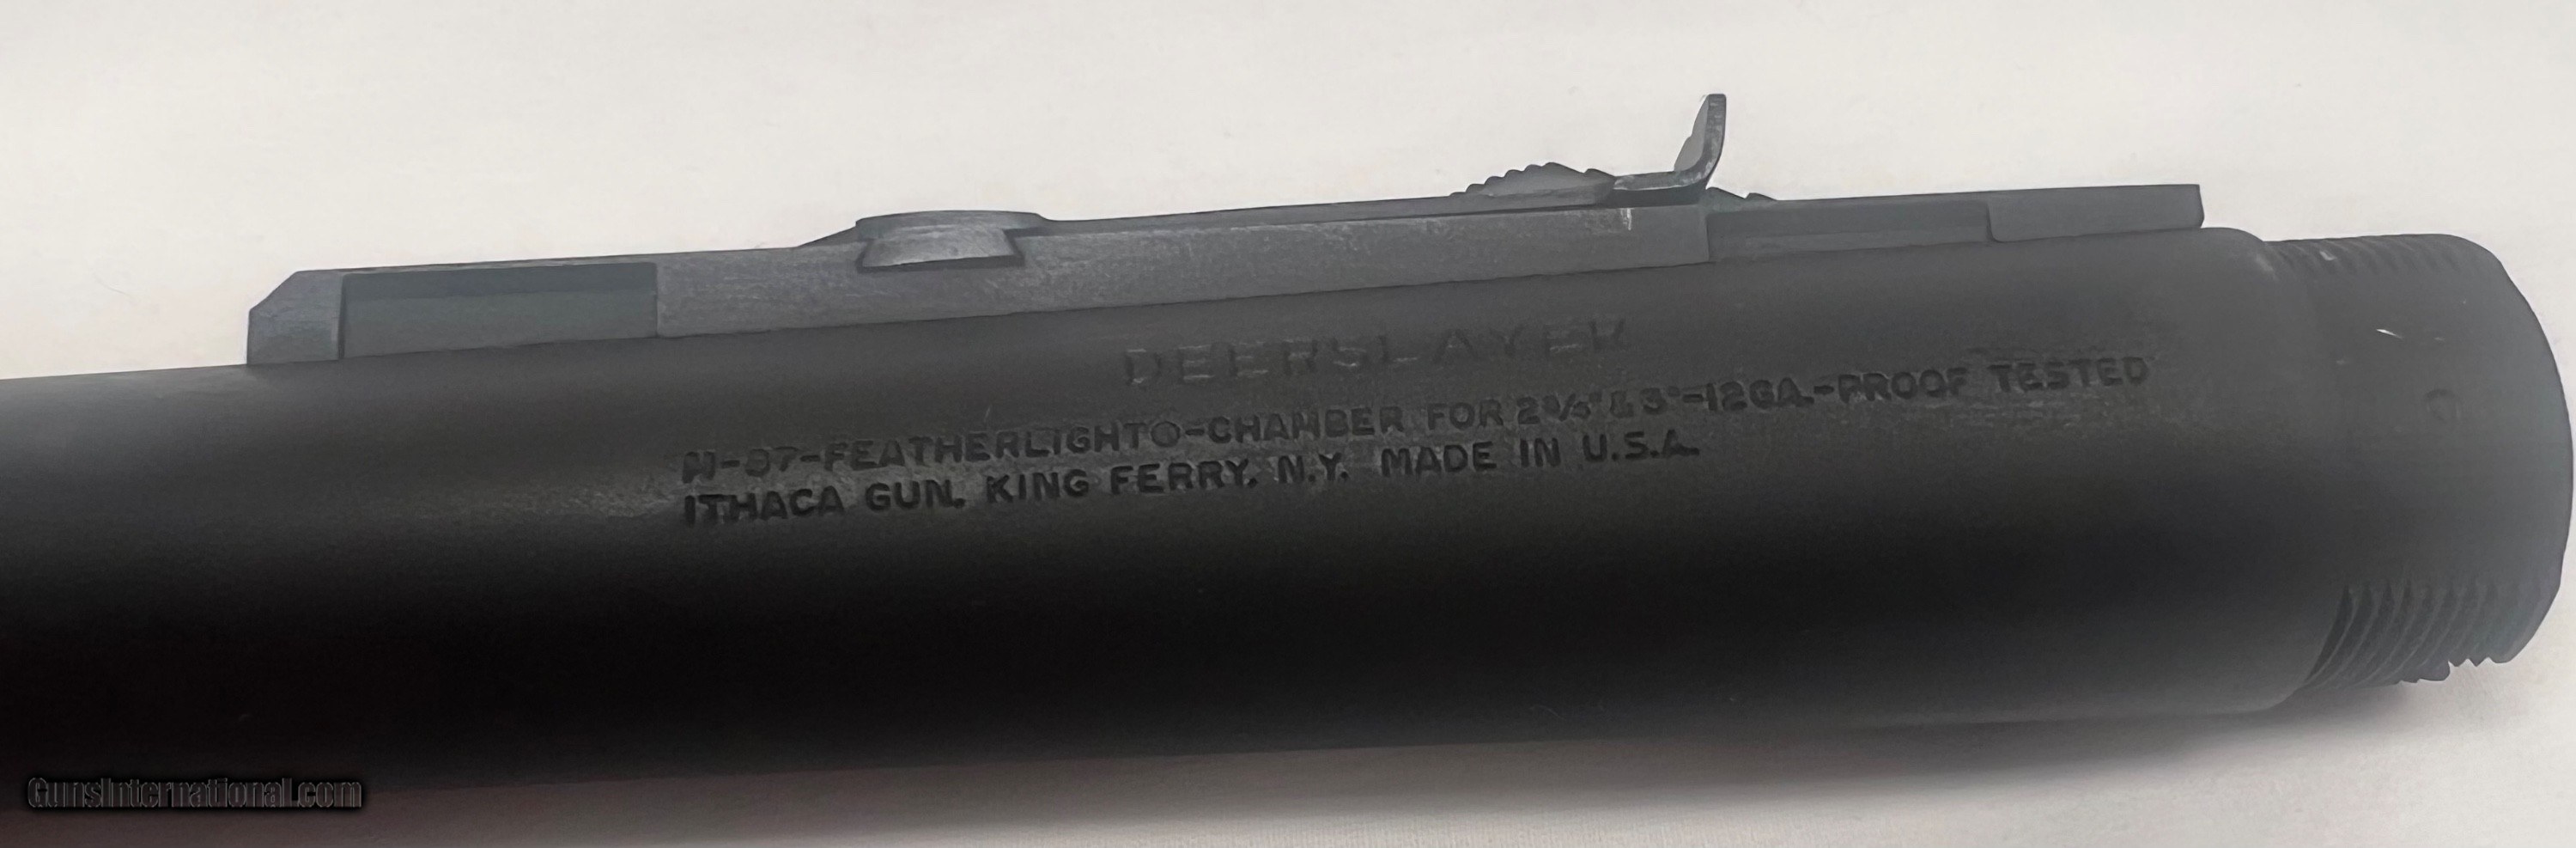 DEERSLAYER
M-87-FEATHERLIGHT®-CHAMBER FOR 2¾" & 3"-12GA.-PROOF TESTED
ITHACA GUN, KING FERRY, N.Y. MADE IN U.S.A.
GunsInternational.com